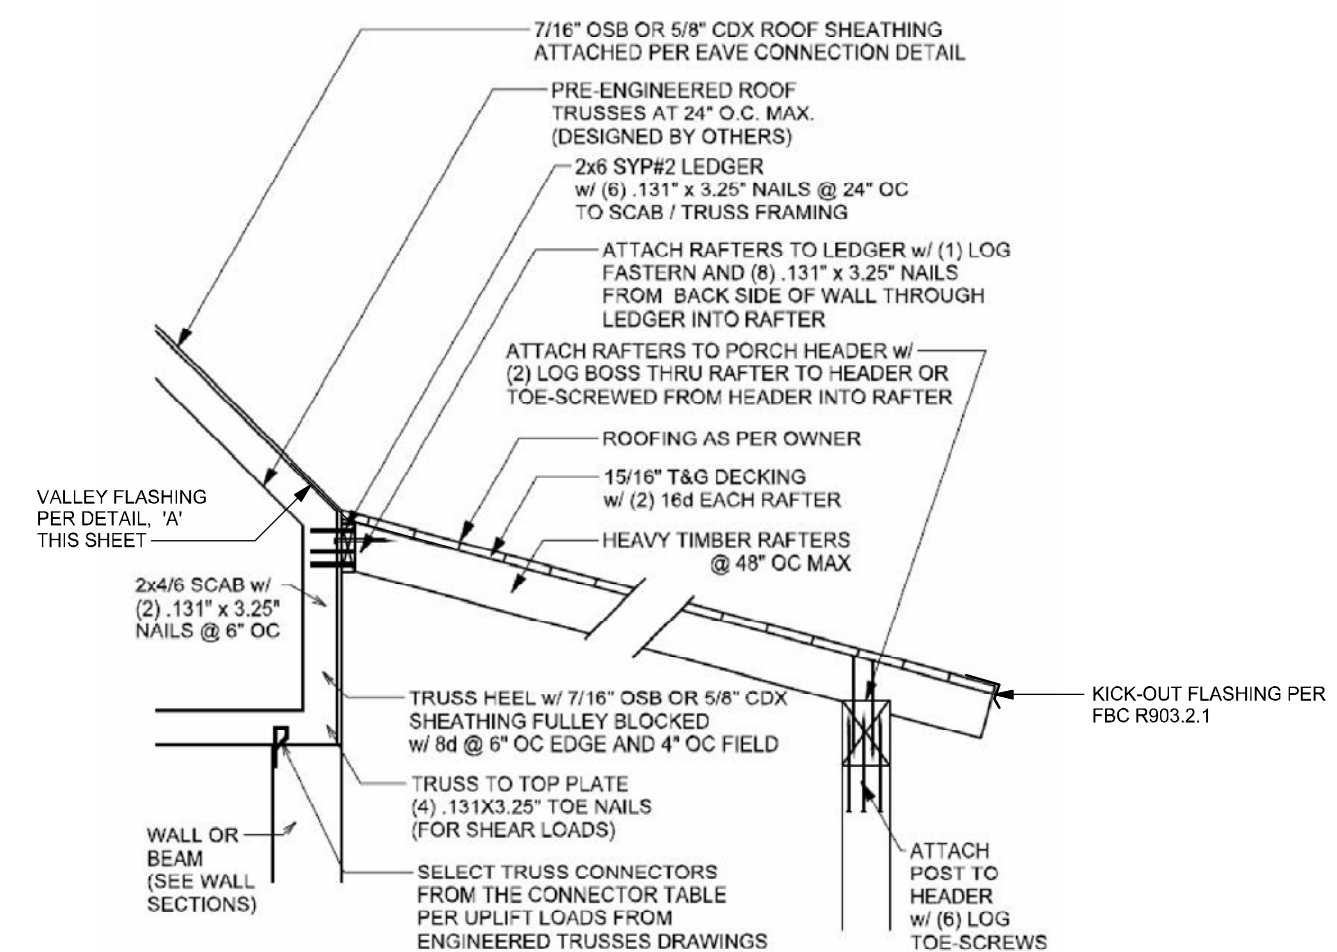 7/16" OSB OR 5/8" CDX ROOF SHEATHING
ATTACHED PER EAVE CONNECTION DETAIL
PRE-ENGINEERED ROOF
TRUSSES AT 24" O.C. MAX.
(DESIGNED BY OTHERS)
2x6 SYP#2 LEDGER
w/ (6) .131" x 3.25" NAILS @ 24" OC
TO SCAB / TRUSS FRAMING
ATTACH RAFTERS TO LEDGER w/ (1) LOG
FASTERN AND (8) .131" x 3.25" NAILS
FROM BACK SIDE OF WALL THROUGH
LEDGER INTO RAFTER
ATTACH RAFTERS TO PORCH HEADER w/
(2) LOG BOSS THRU RAFTER TO HEADER OR
TOE-SCREWED FROM HEADER INTO RAFTER
ROOFING AS PER OWNER
15/16" T&G DECKING
w/ (2) 16d EACH RAFTER
HEAVY TIMBER RAFTERS
@ 48" OC MAX
VALLEY FLASHING
PER DETAIL, 'A'
THIS SHEET
2x4/6 SCAB w/
(2) .131" x 3.25"
NAILS @ 6" OC
TRUSS HEEL w/ 7/16" OSB OR 5/8" CDX
SHEATHING FULLEY BLOCKED
w/ 8d @ 6" OC EDGE AND 4" OC FIELD
KICK-OUT FLASHING PER
FBC R903.2.1
TRUSS TO TOP PLATE
(4) .131X3.25" TOE NAILS
(FOR SHEAR LOADS)
WALL OR
BEAM
(SEE WALL
SECTIONS)
SELECT TRUSS CONNECTORS
FROM THE CONNECTOR TABLE
PER UPLIFT LOADS FROM
ENGINEERED TRUSSES DRAWINGS
ATTACH
POST TO
HEADER
w/ (6) LOG
TOE-SCREWS